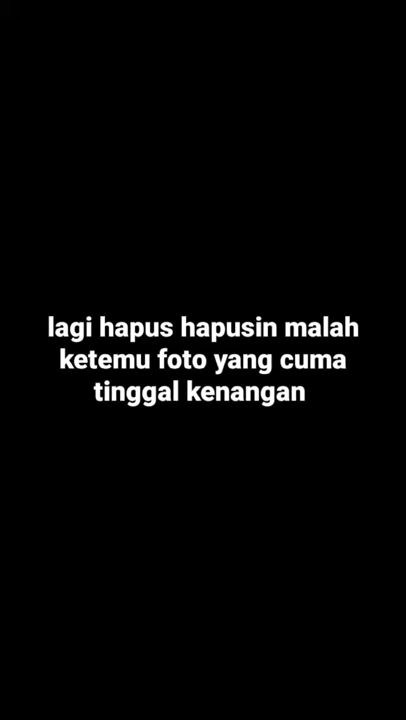 lagi hapus hapusin malah
ketemu foto yang cuma
tinggal kenangan